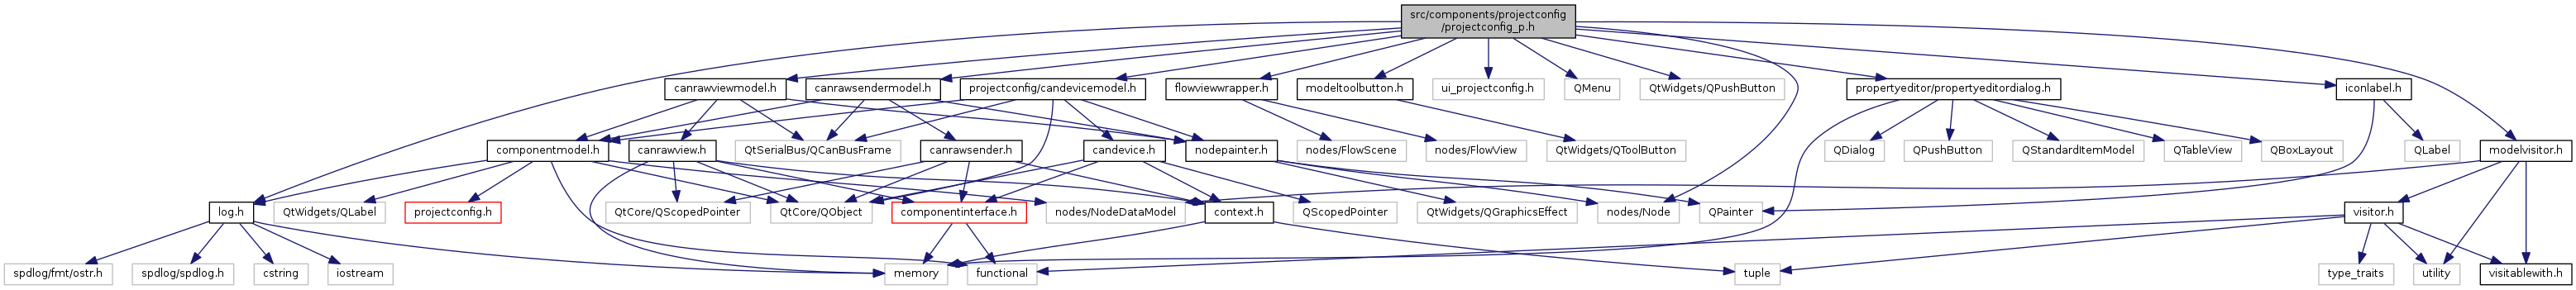 src/components/projectconfig
/projectconfig_p.h
canrawviewmodel.h
canrawsendermodel.h
projectconfig/candevicemodel.h
flowviewwrapper.h
modeltoolbutton.h
ui_projectconfig.h
QMenu
QtWidgets/QPushButton
propertyeditor/propertyeditordialog.h
iconlabel.h
componentmodel.h
canrawview.h
QtSerialBus/QCanBusFrame
canrawsender.h
candevice.h
nodepainter.h
nodes/FlowScene
nodes/FlowView
QtWidgets/QToolButton
QDialog
QPushButton
QStandardItemModel
QTableView
QBoxLayout
QLabel
modelvisitor.h
log.h
QtWidgets/QLabel
projectconfig.h
QtCore/QScopedPointer
QtCore/QObject
componentinterface.h
nodes/NodeDataModel
context.h
QScopedPointer
QtWidgets/QGraphicsEffect
nodes/Node
QPainter
visitor.h
spdlog/fmt/ostr.h
spdlog/spdlog.h
cstring
iostream
memory
functional
tuple
type_traits
utility
visitablewith.h